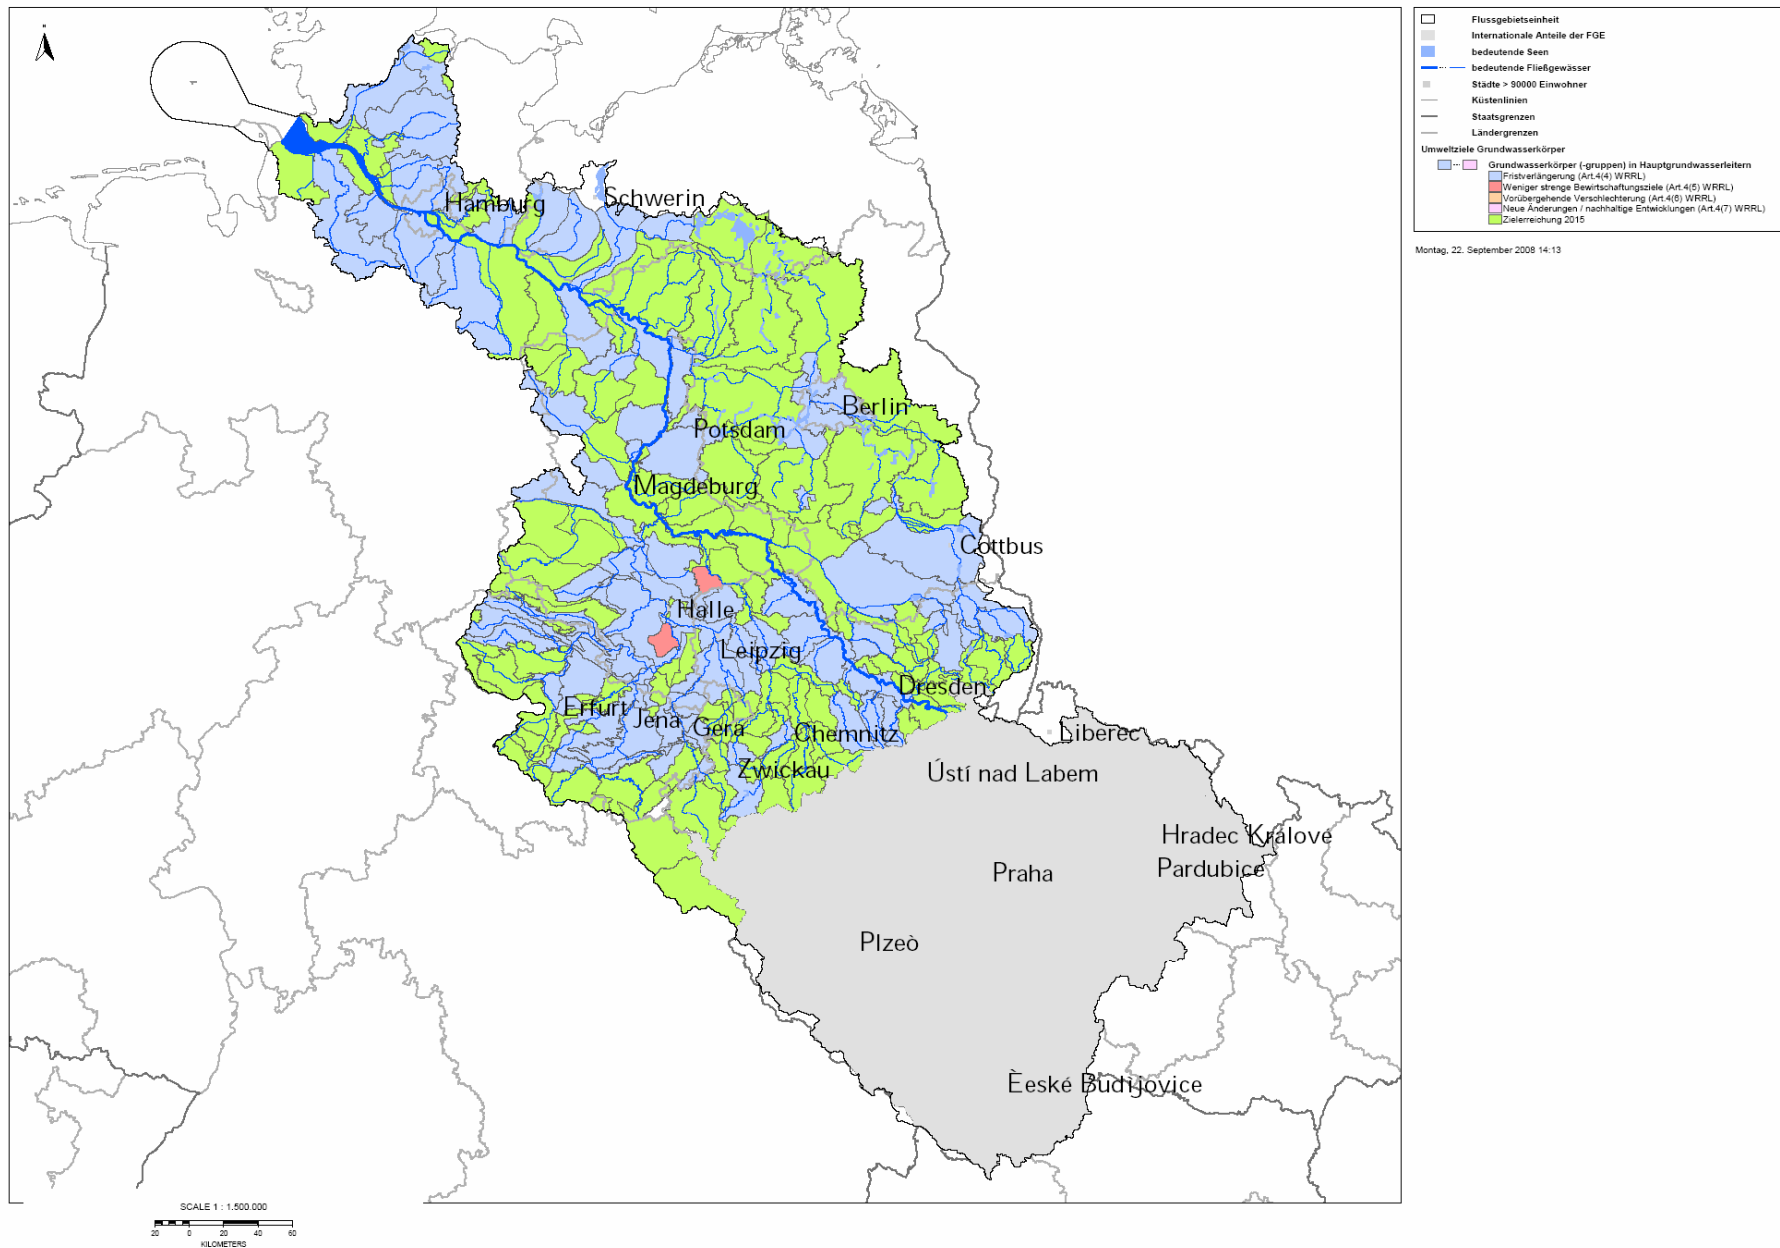 Flussgebietseinheit
Internationale Anteile der FGE
bedeutende Seen
bedeutende Fließgewässer
Städte > 90000 Einwohner
Küstenlinien
Staatsgrenzen
Ländergrenzen
Umweltziele Grundwasserkörper
Grundwasserkörper (-gruppen) in Hauptgrundwasserleitern
Fristverlängerung (Art.4(4) WRRL)
Weniger strenge Bewirtschaftungsziele (Art.4(5) WRRL)
Vorübergehende Verschlechterung (Art.4(6) WRRL)
Neue Änderungen / nachhaltige Entwicklungen (Art.4(7) WRRL)
Zielerreichung 2015
Montag, 22. September 2008 14:13
Schwerin
Hamburg
Berlin
Potsdam
Magdeburg
Cottbus
Halle
Leipzig
Dresden
Erfurt
Jena
Gera
Chemnitz
Liberec
Zwickau
Ústí nad Labem
Hradec Králové
Pardubice
Praha
Plzeò
Èeské Budìjovice
SCALE 1 : 1.500.000
20 0 20 40 60
KILOMETERS